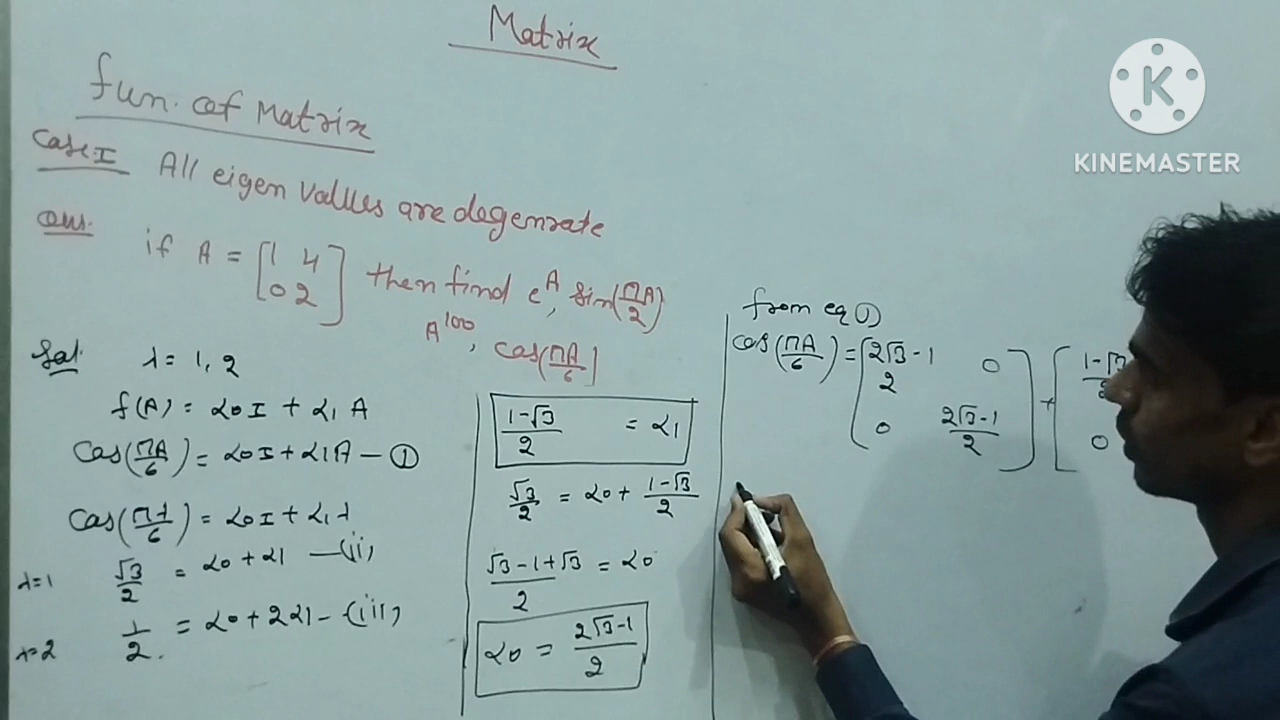 Matrix
fun. of Matrix
Case:I All eigen values are degenrate
Que. if A = [1 4
0 2] then find e^A, sin(πA/2)
A^100, cos(πA/6)
Sol. λ = 1, 2
f(A) = α0 I + α1 A
Cos(πA/6) = α0 I + α1 A — ①
Cos(πλ/6) = α0 I + α1 λ
λ=1 √3/2 = α0 + α1 — (ii)
λ=2 1/2 = α0 + 2α1 — (iii)
1-√3/2 = α1
√3/2 = α0 + 1-√3/2
√3-1+√3/2 = α0
α0 = 2√3-1/2
from eq ①
Cos(πA/6) = [2√3-1/2 0
0 2√3-1/2] + [1-√3
0
KINEMASTER